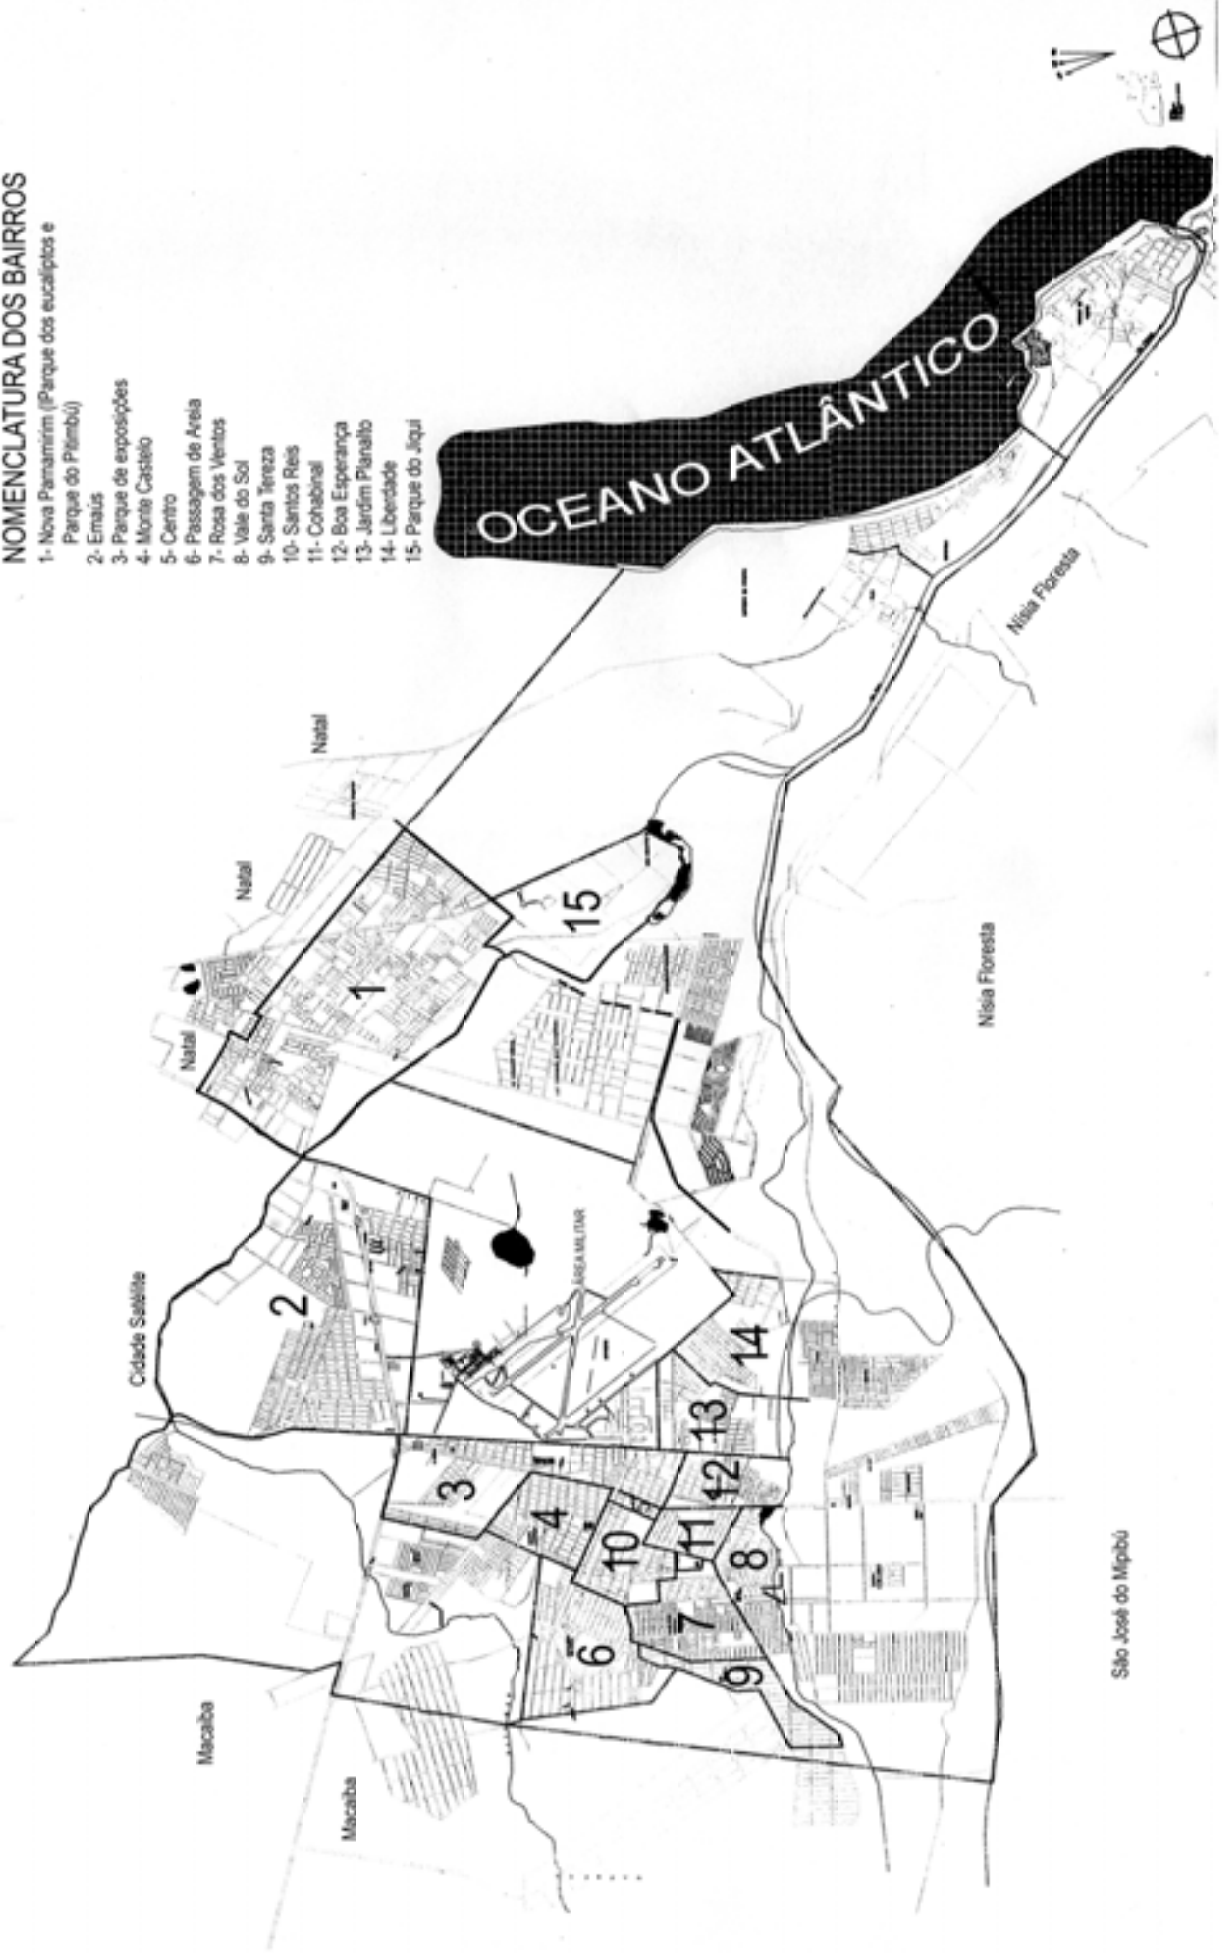 NOMENCLATURA DOS BAIRROS
1- Nova Parnamirim (IParque dos eucaliptos e
Parque do Pitimbú)
2- Emaús
3- Parque de exposições
4- Monte Castelo
5- Centro
6- Passagem de Areia
7- Rosa dos Ventos
8- Vale do Sol
9- Santa Tereza
10- Santos Reis
11- Cohabinal
12- Boa Esperança
13- Jardim Planalto
14- Liberdade
15- Parque do Jiqui
OCEANO ATLÂNTICO
Natal
Natal
Natal
Cidade Satélite
Macaíba
Macaíba
ÁREA MILITAR
Nísia Floresta
Nísia Floresta
São José do Mipibú
1
2
3
4
6
7
8
9
10
11
12
13
14
15